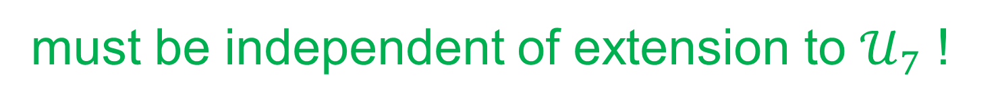 must be independent of extension to 𝒰₇ !